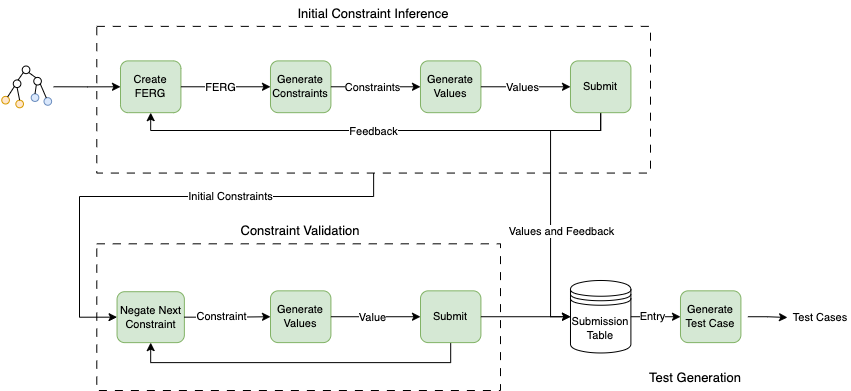 Initial Constraint Inference
Create
FERG
FERG
Generate
Constraints
Constraints
Generate
Values
Values
Submit
Feedback
Initial Constraints
Constraint Validation
Values and Feedback
Negate Next
Constraint
Constraint
Generate
Values
Value
Submit
Submission
Table
Entry
Generate
Test Case
Test Cases
Test Generation